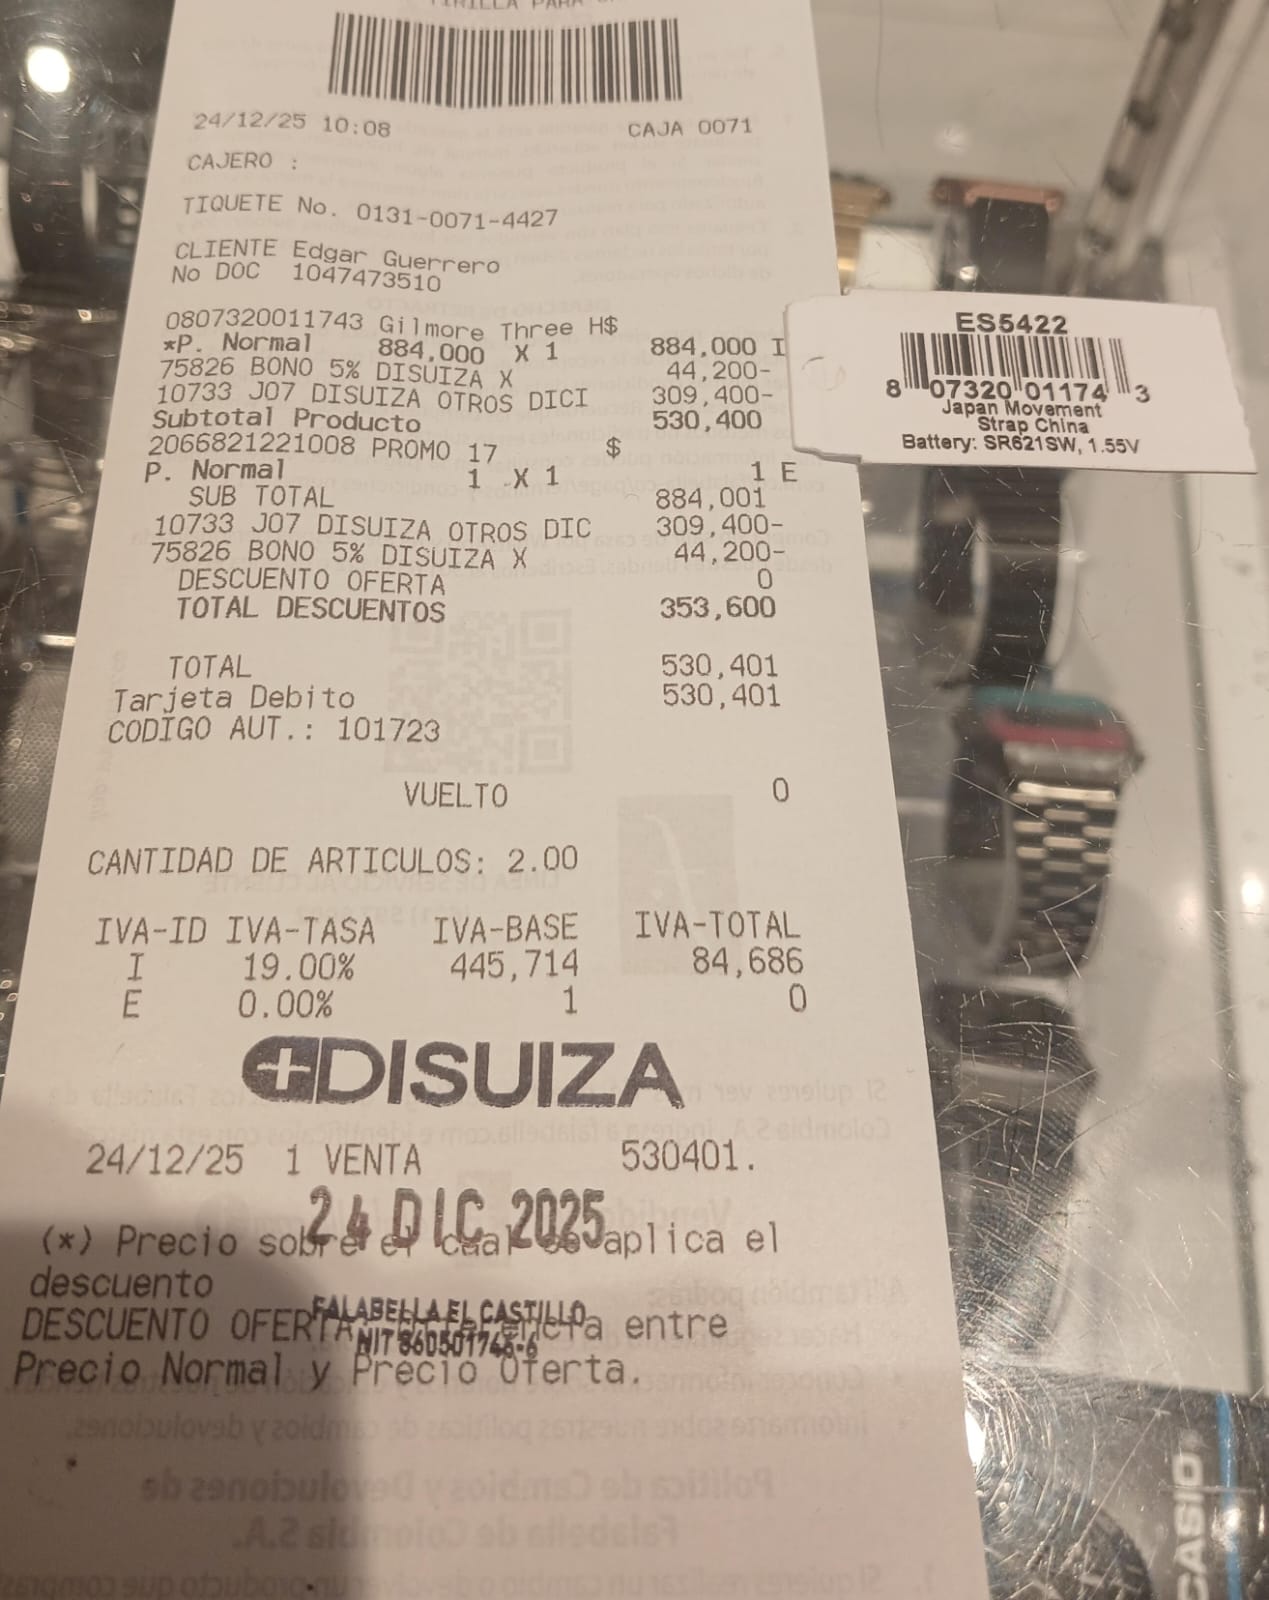 TIRILLA PARA
24/12/25 10:08 CAJA 0071
CAJERO :
TIQUETE No. 0131-0071-4427
CLIENTE Edgar Guerrero
No DOC 1047473510
0807320011743 Gilmore Three H$
*P. Normal 884,000 X 1 884,000 I
75826 BONO 5% DISUIZA X 44,200-
10733 J07 DISUIZA OTROS DICI 309,400-
Subtotal Producto 530,400
2066821221008 PROMO 17 $
P. Normal 1 X 1 1 E
SUB TOTAL 884,001
10733 J07 DISUIZA OTROS DIC 309,400-
75826 BONO 5% DISUIZA X 44,200-
DESCUENTO OFERTA 0
TOTAL DESCUENTOS 353,600
TOTAL 530,401
Tarjeta Debito 530,401
CODIGO AUT.: 101723
VUELTO 0
CANTIDAD DE ARTICULOS: 2.00
IVA-ID IVA-TASA IVA-BASE IVA-TOTAL
I 19.00% 445,714 84,686
E 0.00% 1 0
DISUIZA
24/12/25 1 VENTA 530401.
24 DIC 2025
(*) Precio sobre el cual se aplica el
descuento
FALABELLA EL CASTILLO
DESCUENTO OFERTA: entre
NIT 860501745-6
Precio Normal y Precio Oferta.
ES5422
8 07320 01174 3
Japan Movement
Strap China
Battery: SR621SW, 1.55V
CASIO